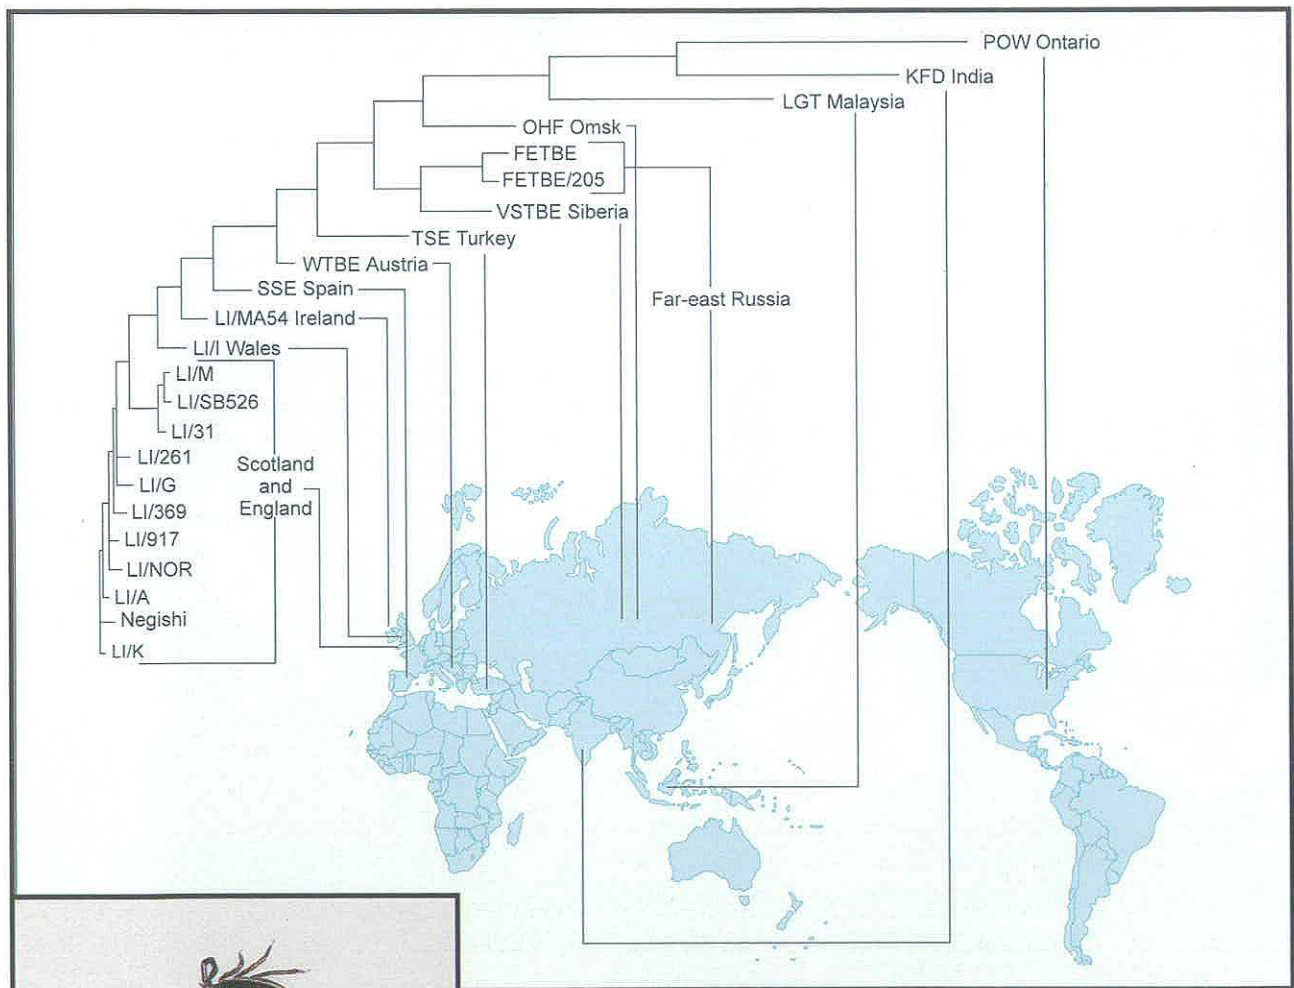 POW Ontario
KFD India
LGT Malaysia
OHF Omsk
FETBE
FETBE/205
VSTBE Siberia
TSE Turkey
WTBE Austria
SSE Spain
Far-east Russia
LI/MA54 Ireland
LI/I Wales
LI/M
LI/SB526
LI/31
LI/261
Scotland
and
England
LI/G
LI/369
LI/917
LI/NOR
LI/A
Negishi
LI/K